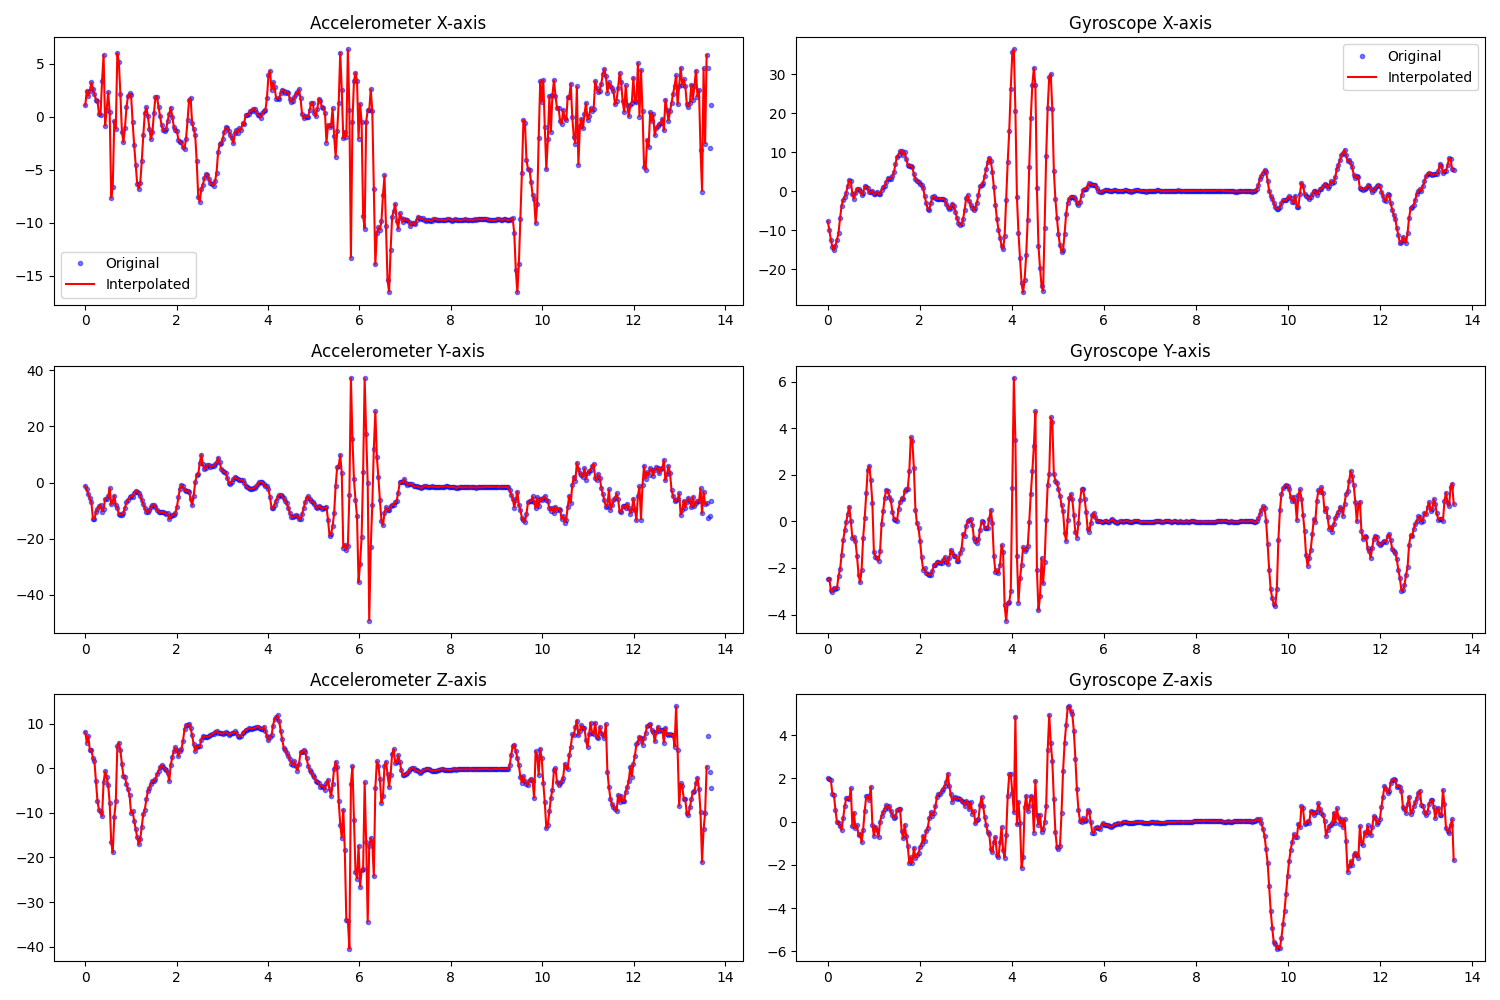 Accelerometer X-axis
5
0
−5
−10
−15
Original
Interpolated
0 2 4 6 8 10 12 14
Gyroscope X-axis
30
20
10
0
−10
−20
Original
Interpolated
0 2 4 6 8 10 12 14
Accelerometer Y-axis
40
20
0
−20
−40
0 2 4 6 8 10 12 14
Gyroscope Y-axis
6
4
2
0
−2
−4
0 2 4 6 8 10 12 14
Accelerometer Z-axis
10
0
−10
−20
−30
−40
0 2 4 6 8 10 12 14
Gyroscope Z-axis
4
2
0
−2
−4
−6
0 2 4 6 8 10 12 14